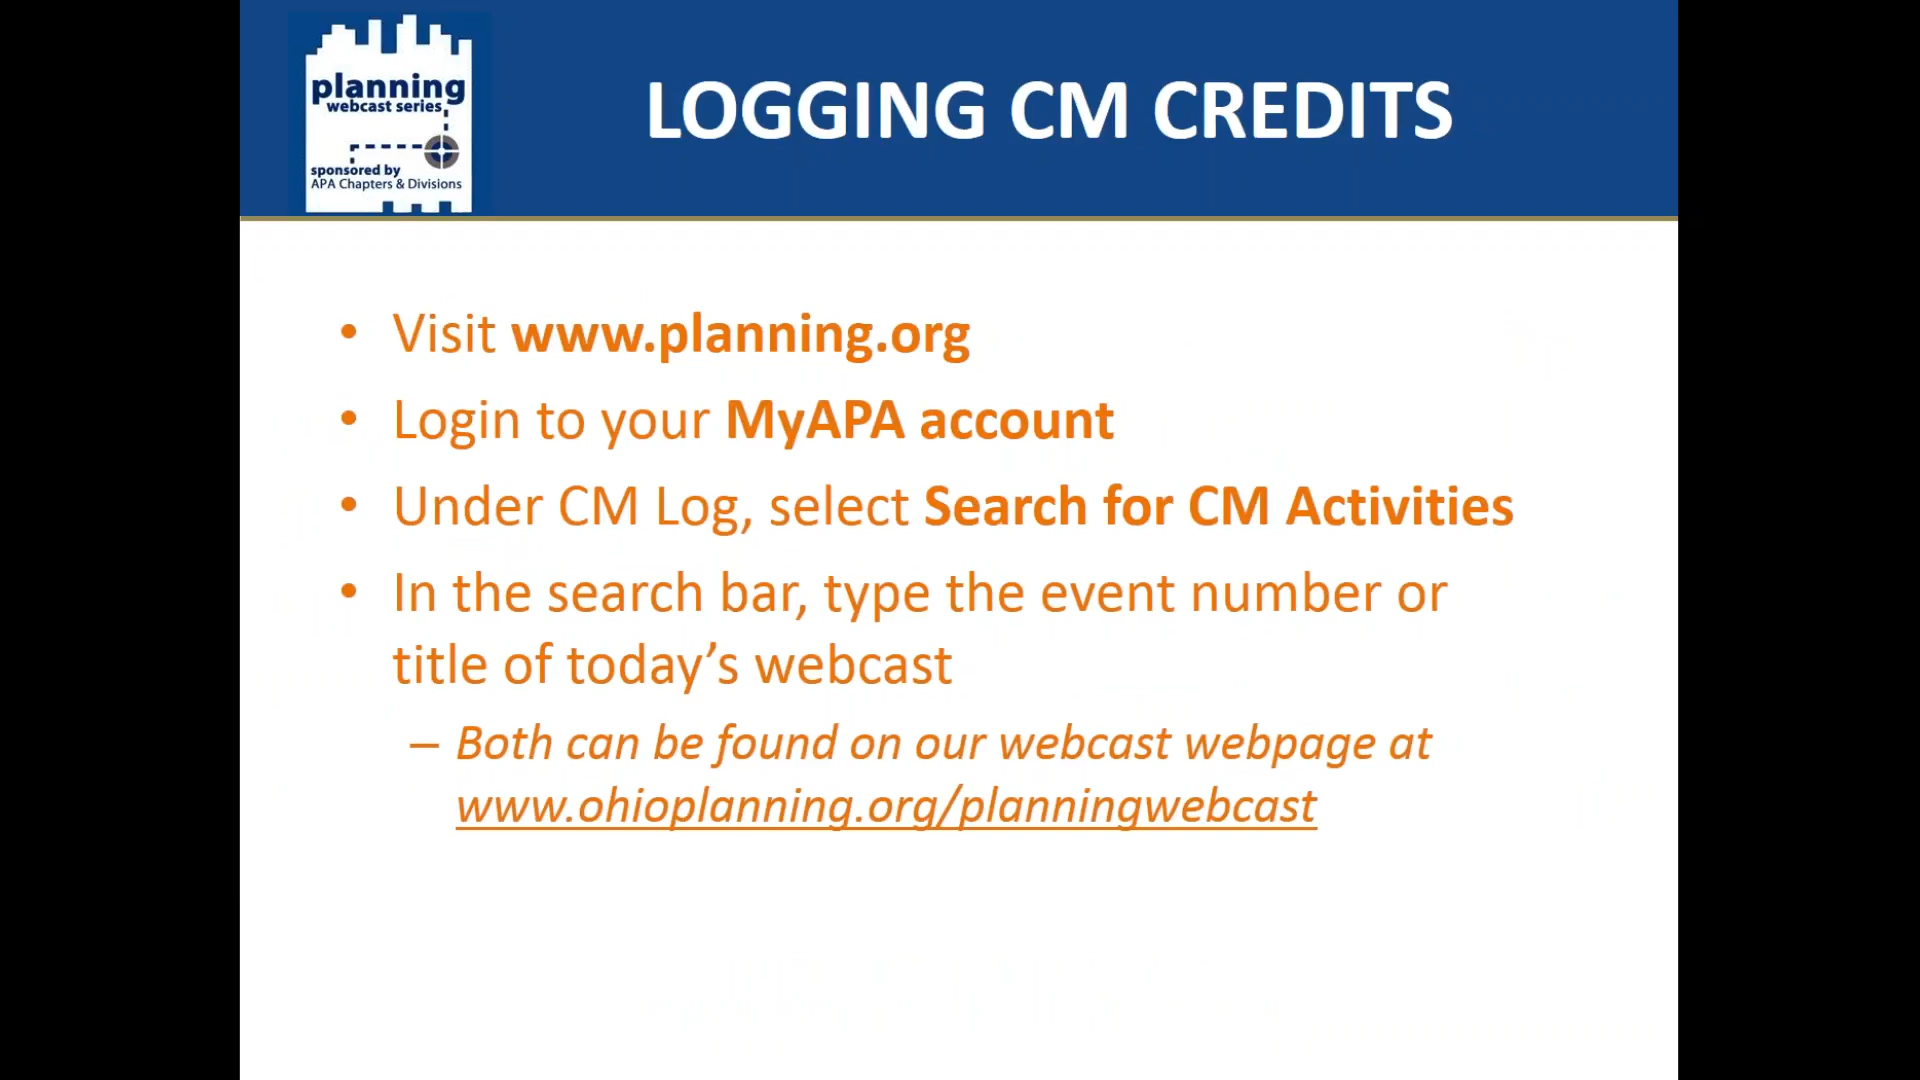 planning
webcast series
sponsored by
APA Chapters & Divisions
LOGGING CM CREDITS
• Visit www.planning.org
• Login to your MyAPA account
• Under CM Log, select Search for CM Activities
• In the search bar, type the event number or
title of today’s webcast
– Both can be found on our webcast webpage at
www.ohioplanning.org/planningwebcast